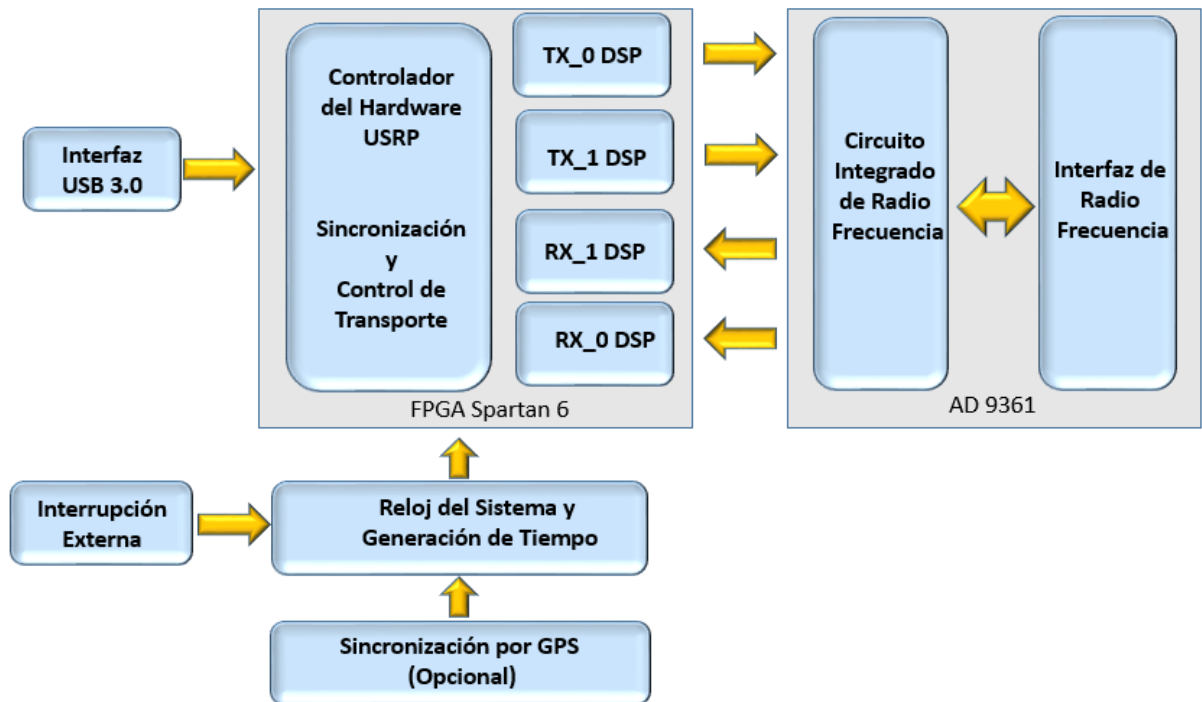 Interfaz
USB 3.0
Controlador
del Hardware
USRP
Sincronización
y
Control de
Transporte
TX_0 DSP
TX_1 DSP
RX_1 DSP
RX_0 DSP
FPGA Spartan 6
Circuito
Integrado
de Radio
Frecuencia
Interfaz de
Radio
Frecuencia
AD 9361
Interrupción
Externa
Reloj del Sistema y
Generación de Tiempo
Sincronización por GPS
(Opcional)